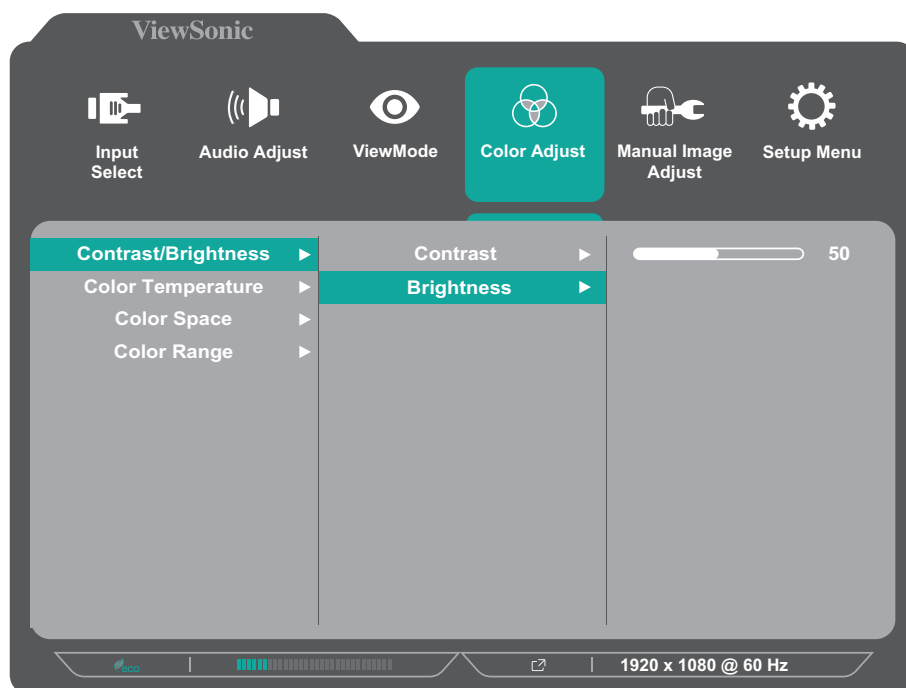 ViewSonic
Input Select
Audio Adjust
ViewMode
Color Adjust
Manual Image Adjust
Setup Menu
Contrast/Brightness
Contrast
50
Color Temperature
Brightness
Color Space
Color Range
eco
1920 x 1080 @ 60 Hz